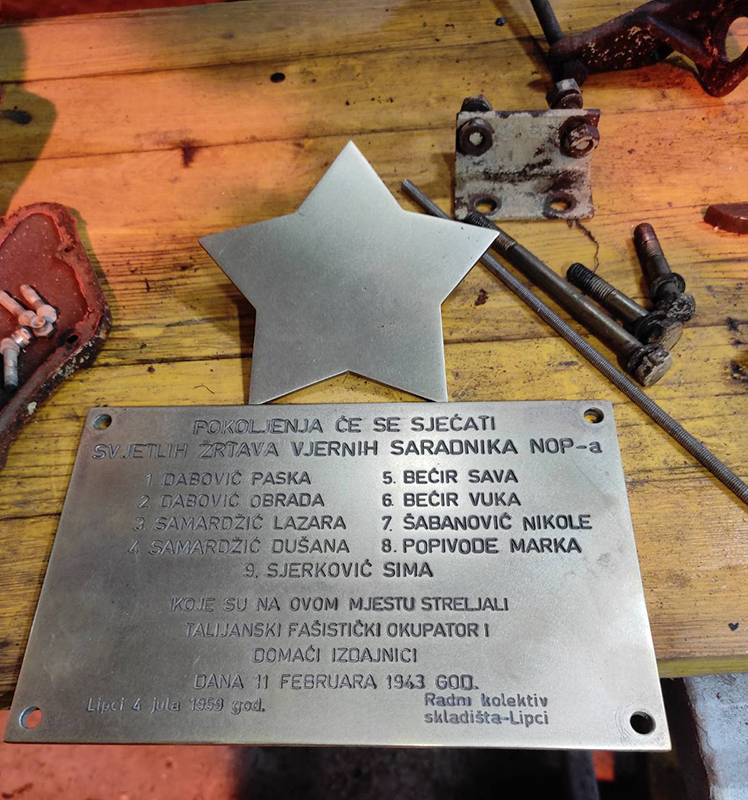 POKOLJENJA ĆE SE SJEĆATI
SVJETLIH ŽRTAVA VJERNIH SARADNIKA NOP-a
1. DABOVIĆ PASKA
2. DABOVIĆ OBRADA
3. SAMARDŽIĆ LAZARA
4. SAMARDŽIĆ DUŠANA
5. BEĆIR SAVA
6. BEĆIR VUKA
7. ŠABANOVIĆ NIKOLE
8. POPIVODE MARKA
9. SJERKOVIĆ SIMA
KOJE SU NA OVOM MJESTU STRELJALI
TALIJANSKI FAŠISTIČKI OKUPATOR I
DOMAĆI IZDAJNICI
DANA 11 FEBRUARA 1943 GOD.
Lipci 4 jula 1959 god.
Radni kolektiv
skladišta-Lipci